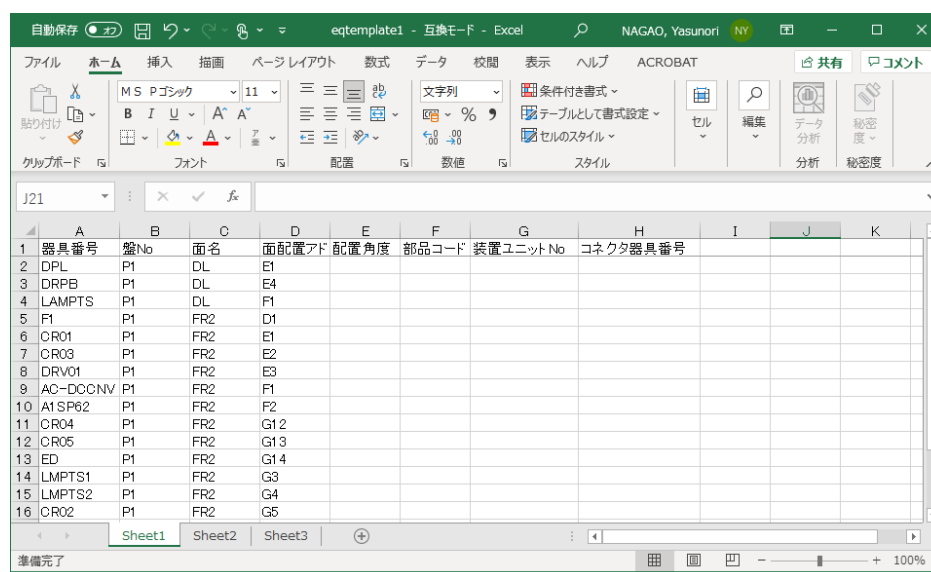 自動保存 オフ eqtemplate1 - 互換モード - Excel NAGAO, Yasunori NY
ファイル ホーム 挿入 描画 ページ レイアウト 数式 データ 校閲 表示 ヘルプ ACROBAT 共有 コメント
貼り付け MS Pゴシック 11 B I U A A 文字列 % 条件付き書式 テーブルとして書式設定 セルのスタイル セル 編集 データ分析 秘密度
クリップボード フォント 配置 数値 スタイル 分析 秘密度
J21 fx
A B C D E F G H I J K
1 器具番号 盤No 面名 面配置アド 配置角度 部品コード 装置ユニットNo コネクタ器具番号
2 DPL P1 DL E1
3 DRPB P1 DL E4
4 LAMPTS P1 DL F1
5 F1 P1 FR2 D1
6 CR01 P1 FR2 E1
7 CR03 P1 FR2 E2
8 DRV01 P1 FR2 E3
9 AC-DCCNV P1 FR2 F1
10 A1SP62 P1 FR2 F2
11 CR04 P1 FR2 G12
12 CR05 P1 FR2 G13
13 ED P1 FR2 G14
14 LMPTS1 P1 FR2 G3
15 LMPTS2 P1 FR2 G4
16 CR02 P1 FR2 G5
Sheet1 Sheet2 Sheet3
準備完了 100%